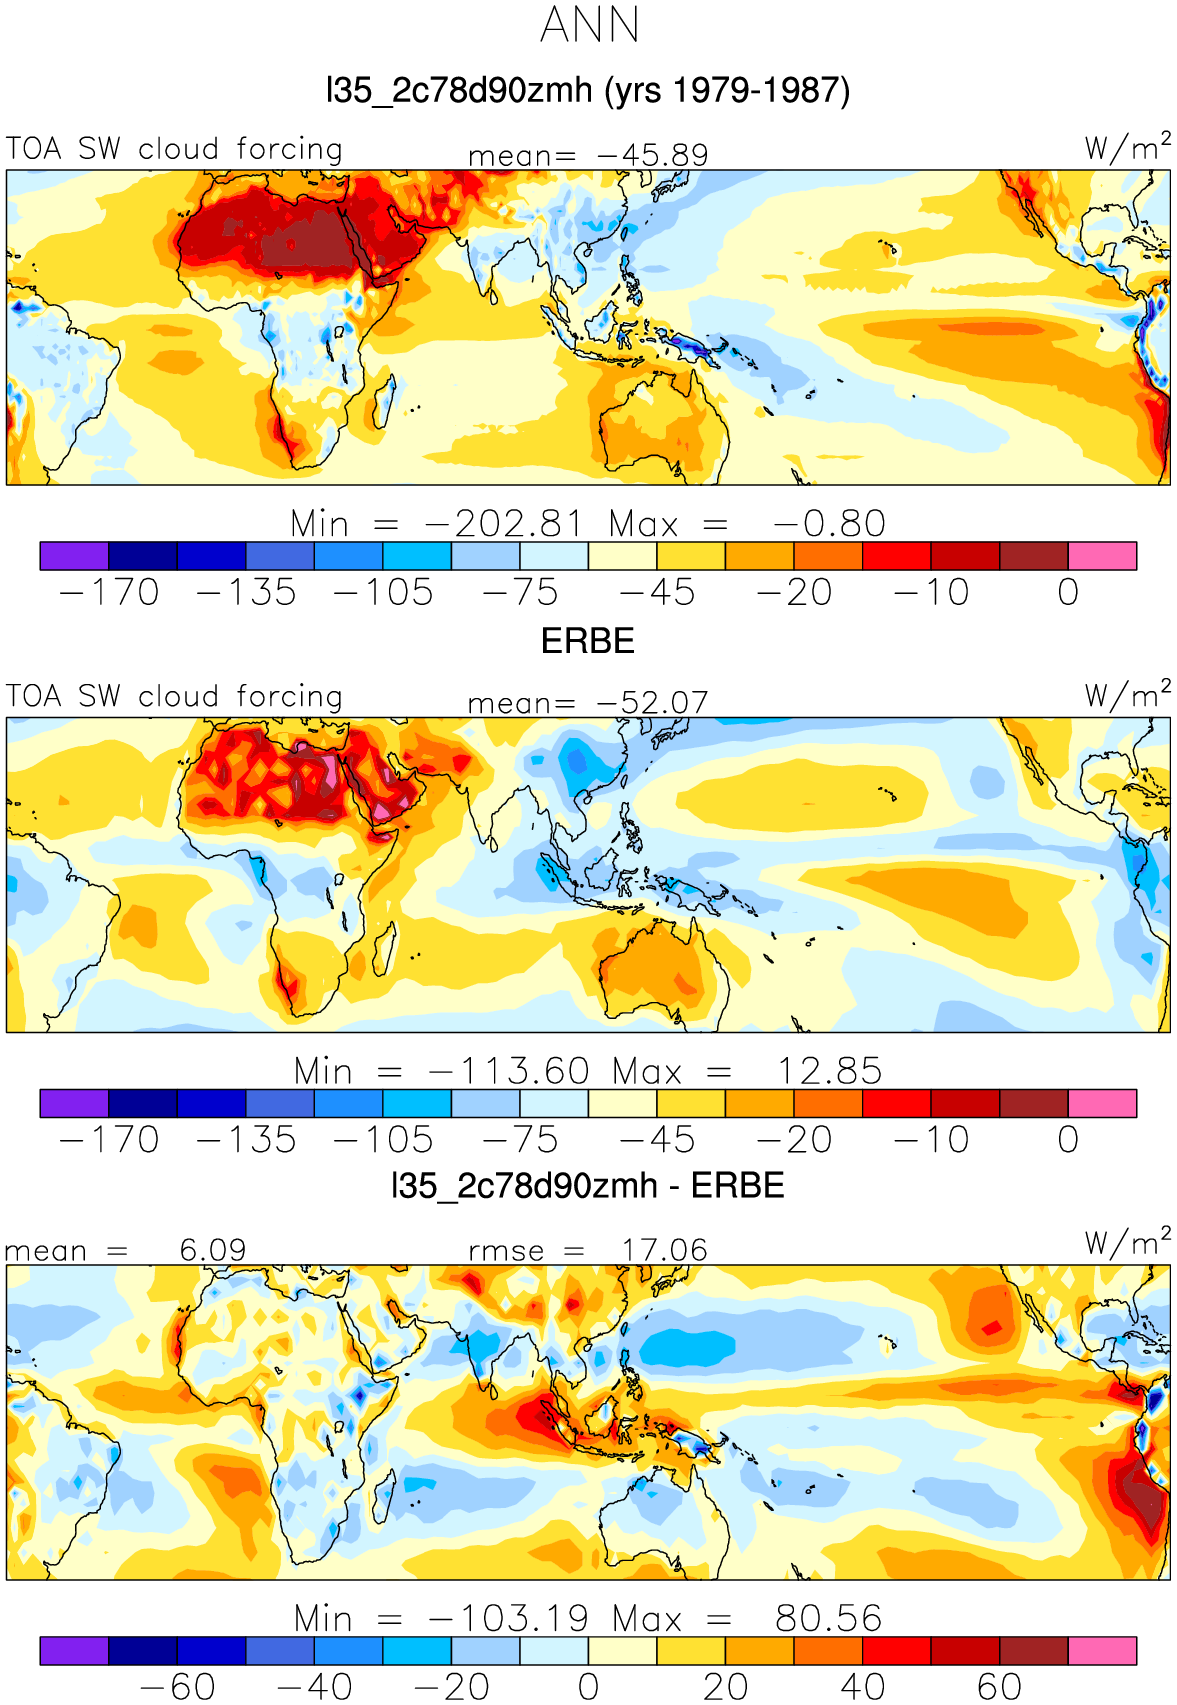 ANN
l35_2c78d90zmh (yrs 1979-1987)
TOA SW cloud forcing mean= -45.89 W/m²
Min = -202.81 Max = -0.80
-170 -135 -105 -75 -45 -20 -10 0
ERBE
TOA SW cloud forcing mean= -52.07 W/m²
Min = -113.60 Max = 12.85
-170 -135 -105 -75 -45 -20 -10 0
l35_2c78d90zmh - ERBE
mean = 6.09 rmse = 17.06 W/m²
Min = -103.19 Max = 80.56
-60 -40 -20 0 20 40 60